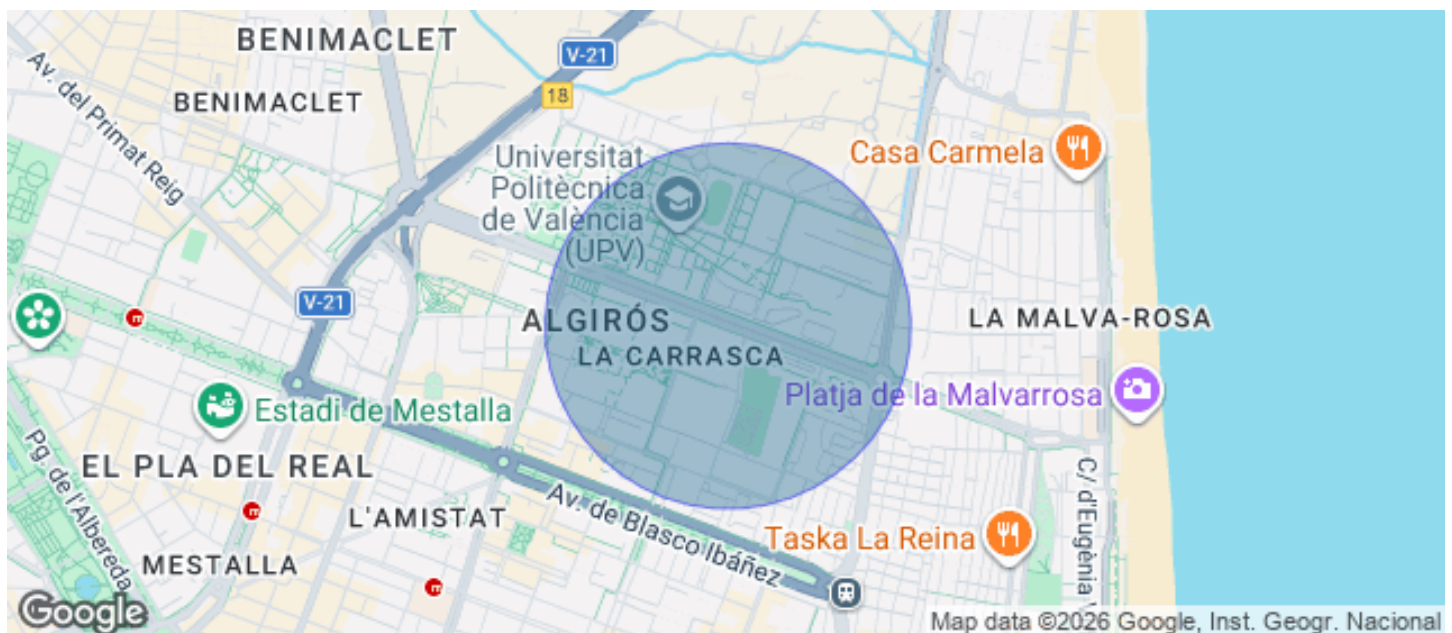 BENIMACLET
V-21
Av. del Primat Reig
BENIMACLET
18
Universitat
Politècnica
de València
(UPV)
Casa Carmela
V-21
ALGIRÓS
LA CARRASCA
LA MALVA-ROSA
Platja de la Malvarrosa
Estadi de Mestalla
EL PLA DEL REAL
Pg. de l'Albereda
L'AMISTAT
Av. de Blasco Ibáñez
Taska La Reina
C/ d'Eugènia V
MESTALLA
Google
Map data ©2026 Google, Inst. Geogr. Nacional